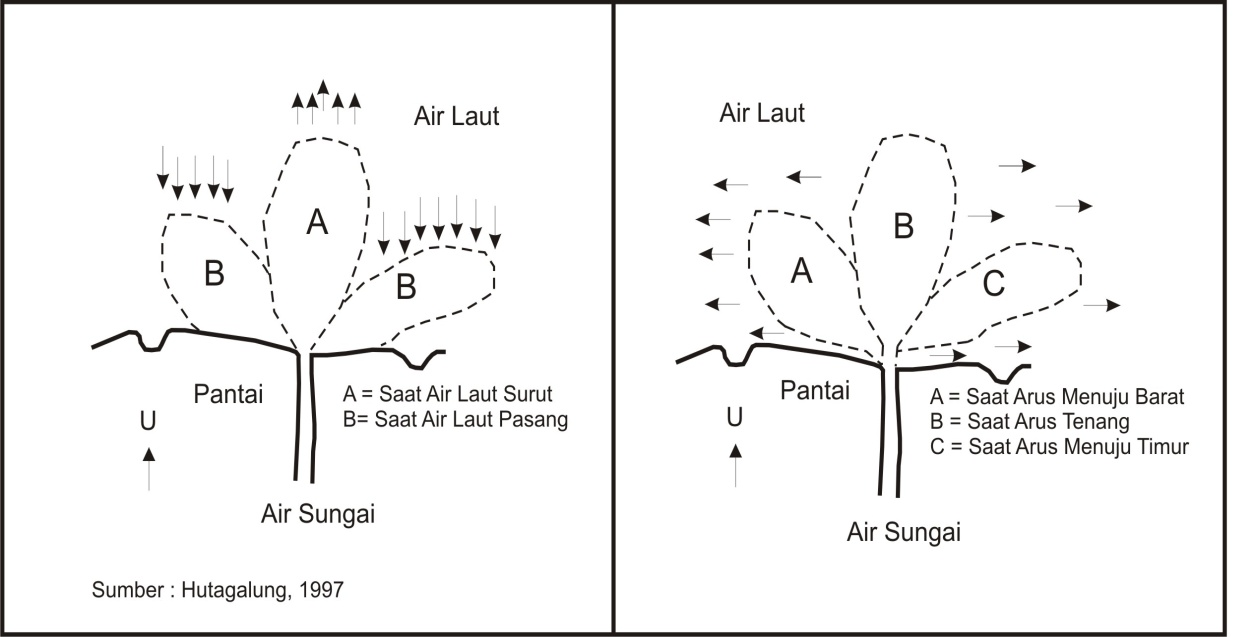 Air Laut
A
B
B
Pantai
A = Saat Air Laut Surut
B= Saat Air Laut Pasang
U
Air Sungai
Sumber : Hutagalung, 1997
Air Laut
B
A
C
Pantai
A = Saat Arus Menuju Barat
B = Saat Arus Tenang
C = Saat Arus Menuju Timur
U
Air Sungai